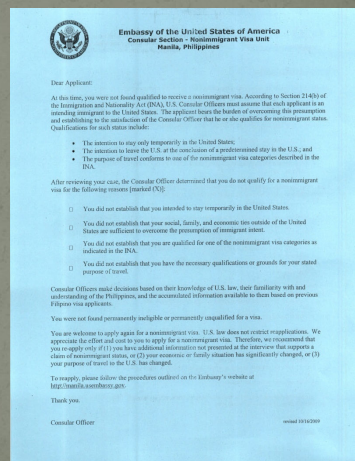 Embassy of the United States of America
Consular Section - Nonimmigrant Visa Unit
Manila, Philippines
Dear Applicant:
At this time, you were not found qualified to receive a nonimmigrant visa. According to Section 214(b) of
the Immigration and Nationality Act (INA), U.S. Consular Officers must assume that each applicant is an
intending immigrant to the United States. The applicant bears the burden of overcoming this presumption
and establishing to the satisfaction of the Consular Officer that he or she qualifies for nonimmigrant status.
Qualifications for such status include:
• The intention to stay only temporarily in the United States;
• The intention to leave the U.S. at the conclusion of a predetermined stay in the U.S.; and
• The purpose of travel conforms to one of the nonimmigrant visa categories described in the
INA.
After reviewing your case, the Consular Officer determined that you do not qualify for a nonimmigrant
visa for the following reasons [marked (X)]:
□ You did not establish that you intended to stay temporarily in the United States.
□ You did not establish that your social, family, and economic ties outside of the United
States are sufficient to overcome the presumption of immigrant intent.
□ You did not establish that you are qualified for one of the nonimmigrant visa categories as
indicated in the INA.
□ You did not establish that you have the necessary qualifications or grounds for your stated
purpose of travel.
Consular Officers make decisions based on their knowledge of U.S. law, their familiarity with and
understanding of the Philippines, and the accumulated information available to them based on previous
Filipino visa applicants.
You were not found permanently ineligible or permanently unqualified for a visa.
You are welcome to apply again for a nonimmigrant visa. U.S. law does not restrict reapplications. We
appreciate the effort and cost to you to apply for a nonimmigrant visa. Therefore, we recommend that
you re-apply only if (1) you have additional information not presented at the interview that supports a
claim of nonimmigrant status, or (2) your economic or family situation has significantly changed, or (3)
your purpose of travel to the U.S. has changed.
To reapply, please follow the procedures outlined on the Embassy's website at
http://manila.usembassy.gov.
Thank you.
Consular Officer
revised 10/16/2009